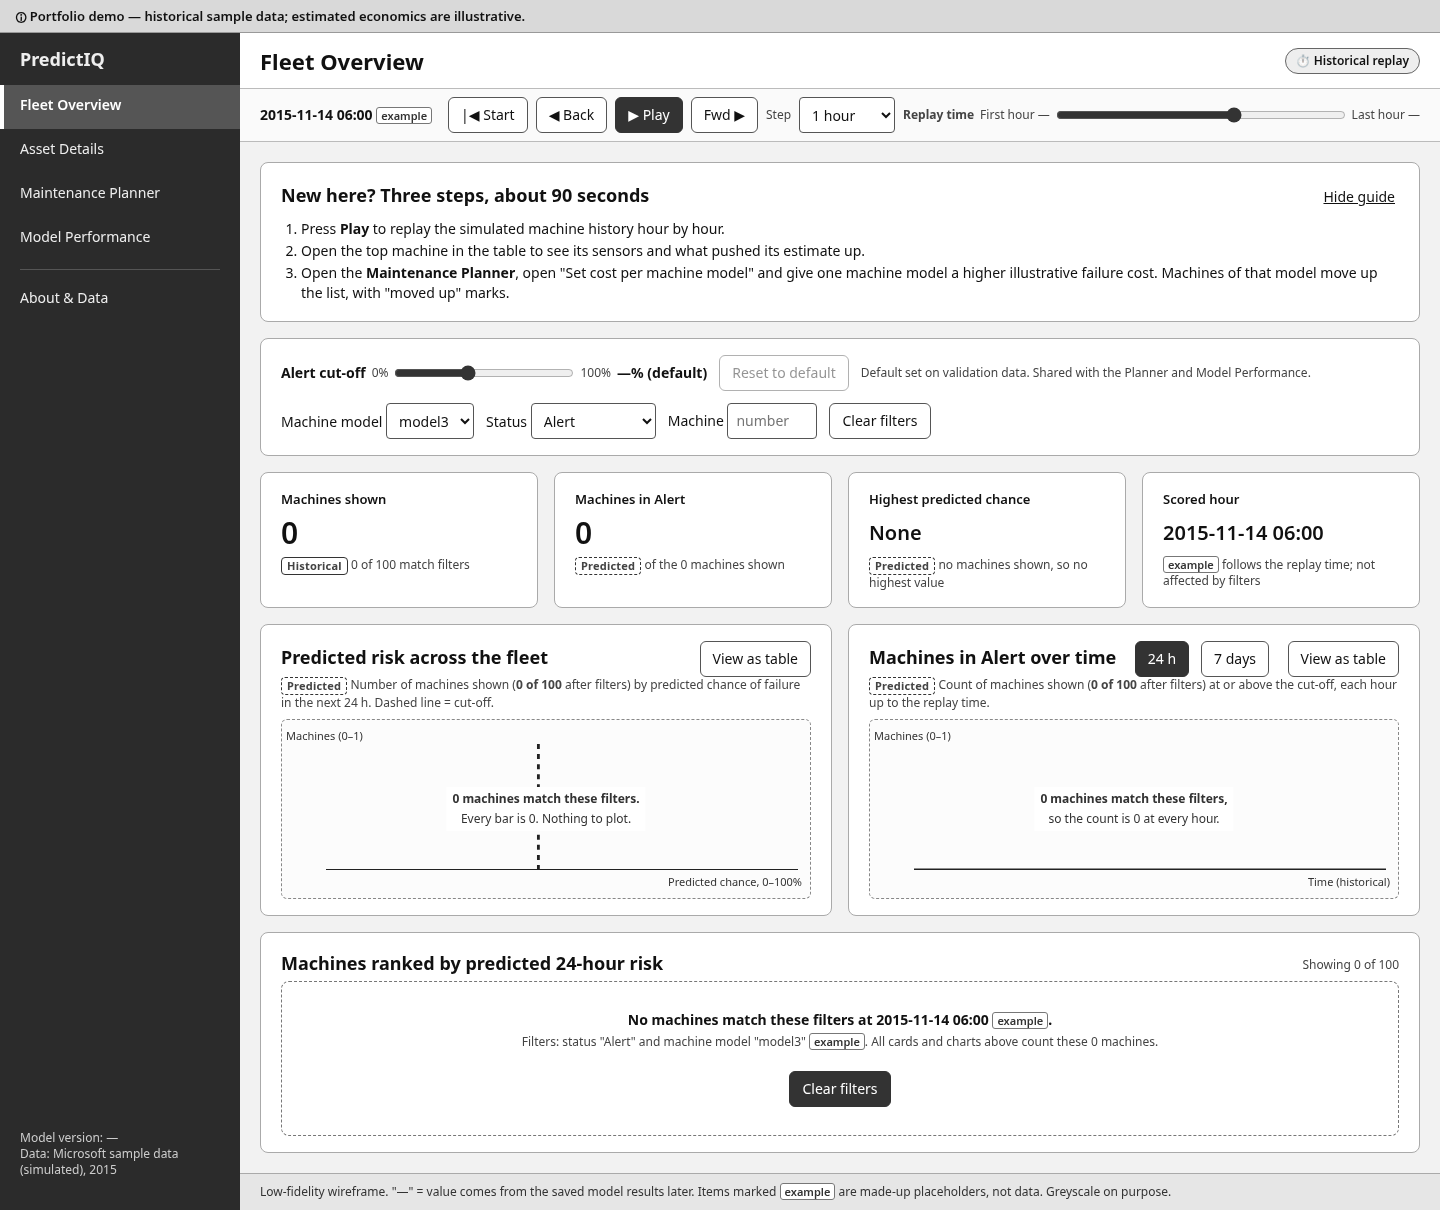 ⓘ Portfolio demo — historical sample data; estimated economics are illustrative.
PredictIQ
Fleet Overview
Asset Details
Maintenance Planner
Model Performance
About & Data
Model version: —
Data: Microsoft sample data
(simulated), 2015
Fleet Overview
⏱ Historical replay
2015-11-14 06:00 example |◀ Start ◀ Back ▶ Play Fwd ▶ Step 1 hour Replay time First hour — Last hour —
New here? Three steps, about 90 seconds
Hide guide
1. Press Play to replay the simulated machine history hour by hour.
2. Open the top machine in the table to see its sensors and what pushed its estimate up.
3. Open the Maintenance Planner, open "Set cost per machine model" and give one machine model a higher illustrative failure cost. Machines of that model move up
the list, with "moved up" marks.
Alert cut-off 0% 100% —% (default) Reset to default Default set on validation data. Shared with the Planner and Model Performance.
Machine model model3 Status Alert Machine number Clear filters
Machines shown
0
Historical 0 of 100 match filters
Machines in Alert
0
Predicted of the 0 machines shown
Highest predicted chance
None
Predicted no machines shown, so no
highest value
Scored hour
2015-11-14 06:00
example follows the replay time; not
affected by filters
Predicted risk across the fleet
View as table
Predicted Number of machines shown (0 of 100 after filters) by predicted chance of failure
in the next 24 h. Dashed line = cut-off.
Machines (0–1)
0 machines match these filters.
Every bar is 0. Nothing to plot.
Predicted chance, 0–100%
Machines in Alert over time
24 h 7 days View as table
Predicted Count of machines shown (0 of 100 after filters) at or above the cut-off, each hour
up to the replay time.
Machines (0–1)
0 machines match these filters,
so the count is 0 at every hour.
Time (historical)
Machines ranked by predicted 24-hour risk
Showing 0 of 100
No machines match these filters at 2015-11-14 06:00 example.
Filters: status "Alert" and machine model "model3" example. All cards and charts above count these 0 machines.
Clear filters
Low-fidelity wireframe. "—" = value comes from the saved model results later. Items marked example are made-up placeholders, not data. Greyscale on purpose.